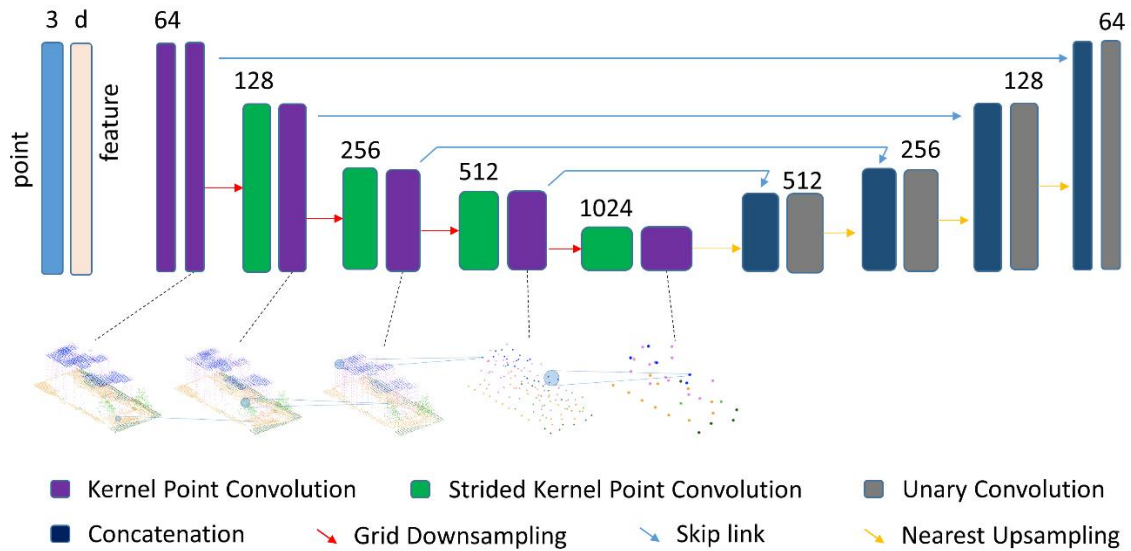 3 d 64 64
128 128
256 256
512 512
1024
point
feature
Kernel Point Convolution Strided Kernel Point Convolution Unary Convolution
Concatenation Grid Downsampling Skip link Nearest Upsampling